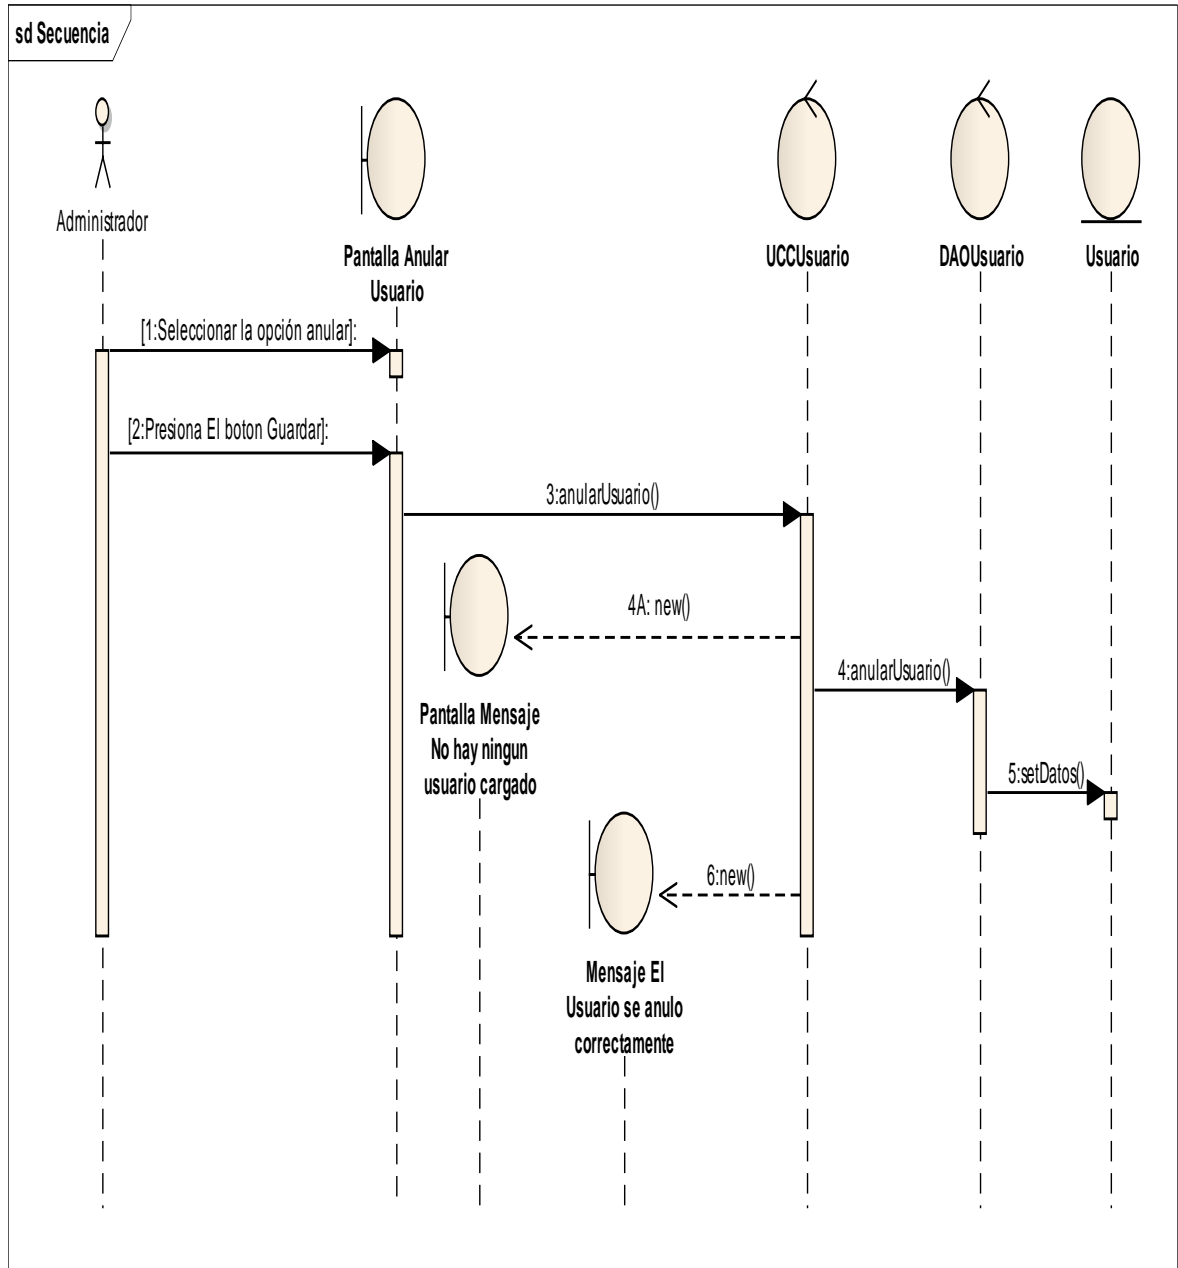 sd Secuencia
Administrador
Pantalla Anular
Usuario
UCCUsuario
DAOUsuario
Usuario
[1:Seleccionar la opción anular]:
[2:Presiona El boton Guardar]:
3:anularUsuario()
4A: new()
4:anularUsuario()
Pantalla Mensaje
No hay ningun
usuario cargado
5:setDatos()
6:new()
Mensaje El
Usuario se anulo
correctamente